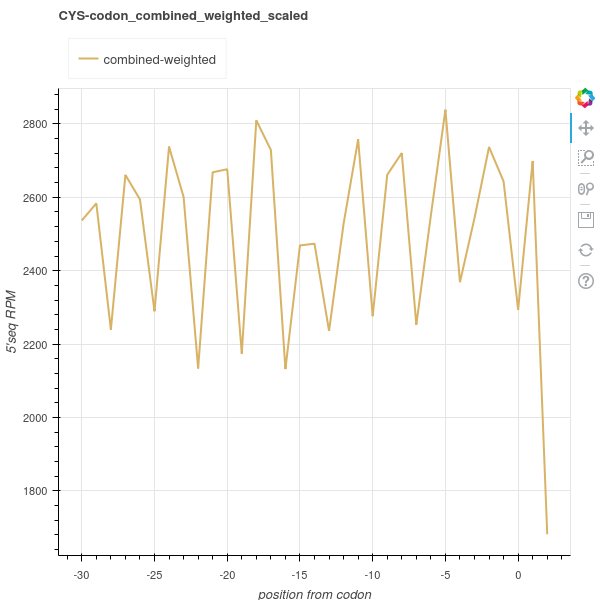 CYS-codon_combined_weighted_scaled
combined-weighted
2800
2600
2400
2200
2000
1800
5'seq RPM
-30 -25 -20 -15 -10 -5 0
position from codon